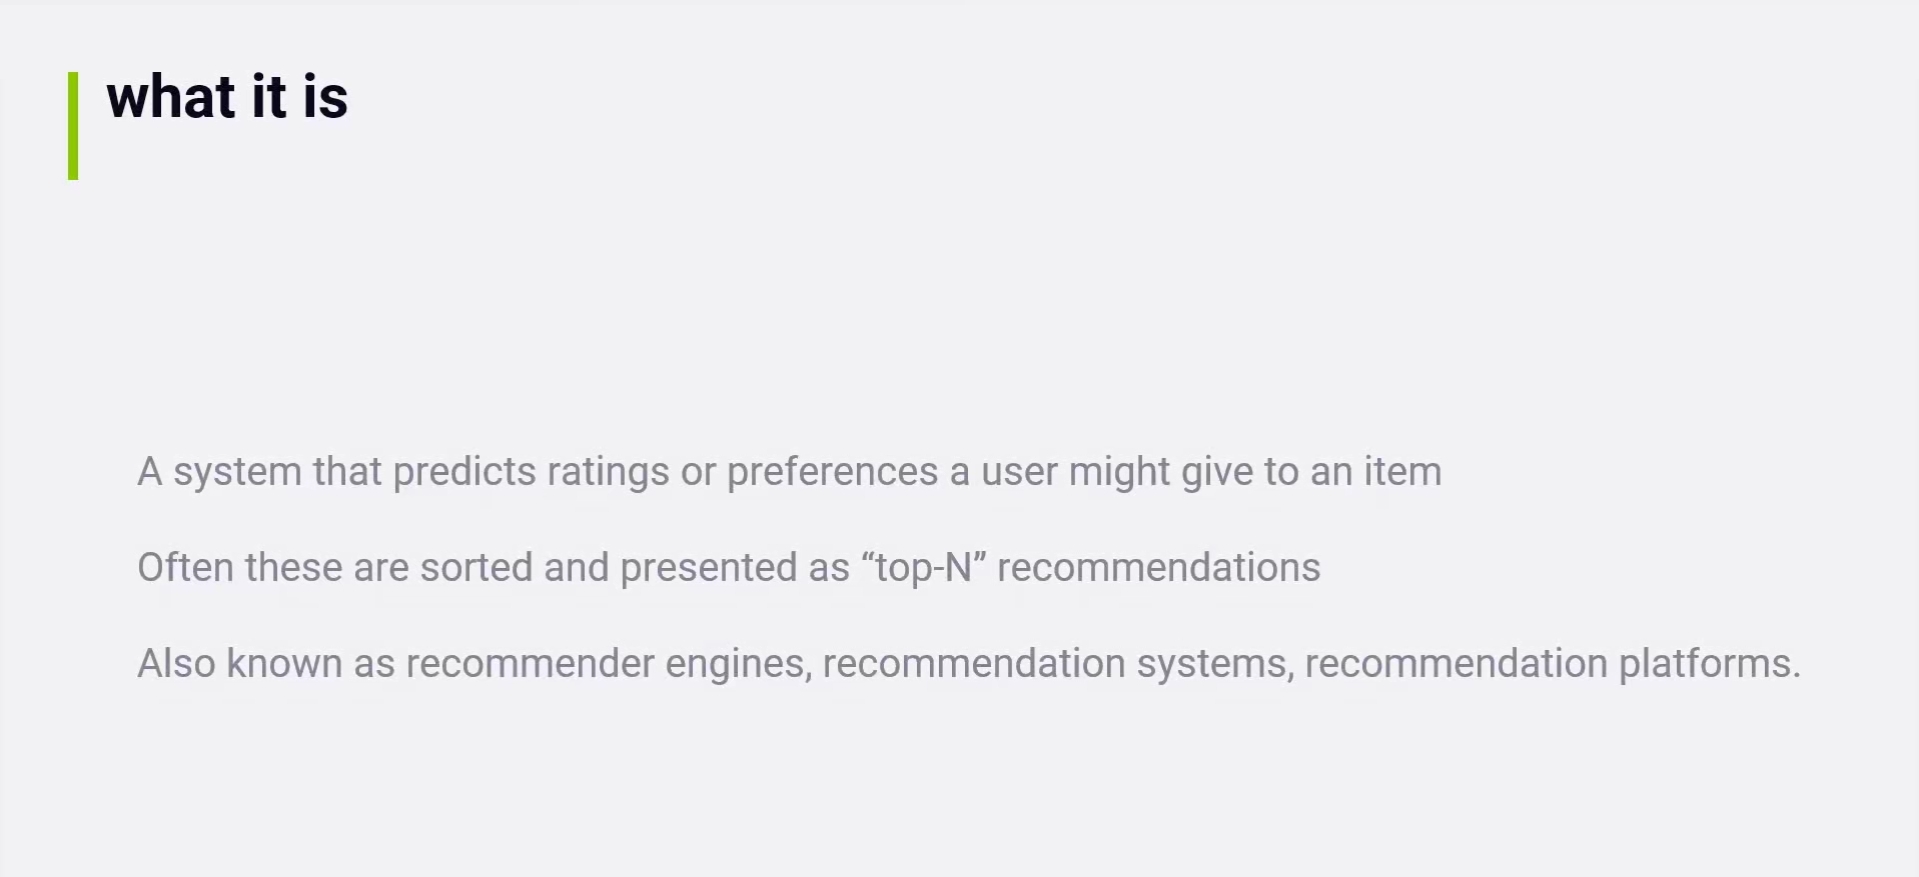 what it is
A system that predicts ratings or preferences a user might give to an item
Often these are sorted and presented as “top-N” recommendations
Also known as recommender engines, recommendation systems, recommendation platforms.